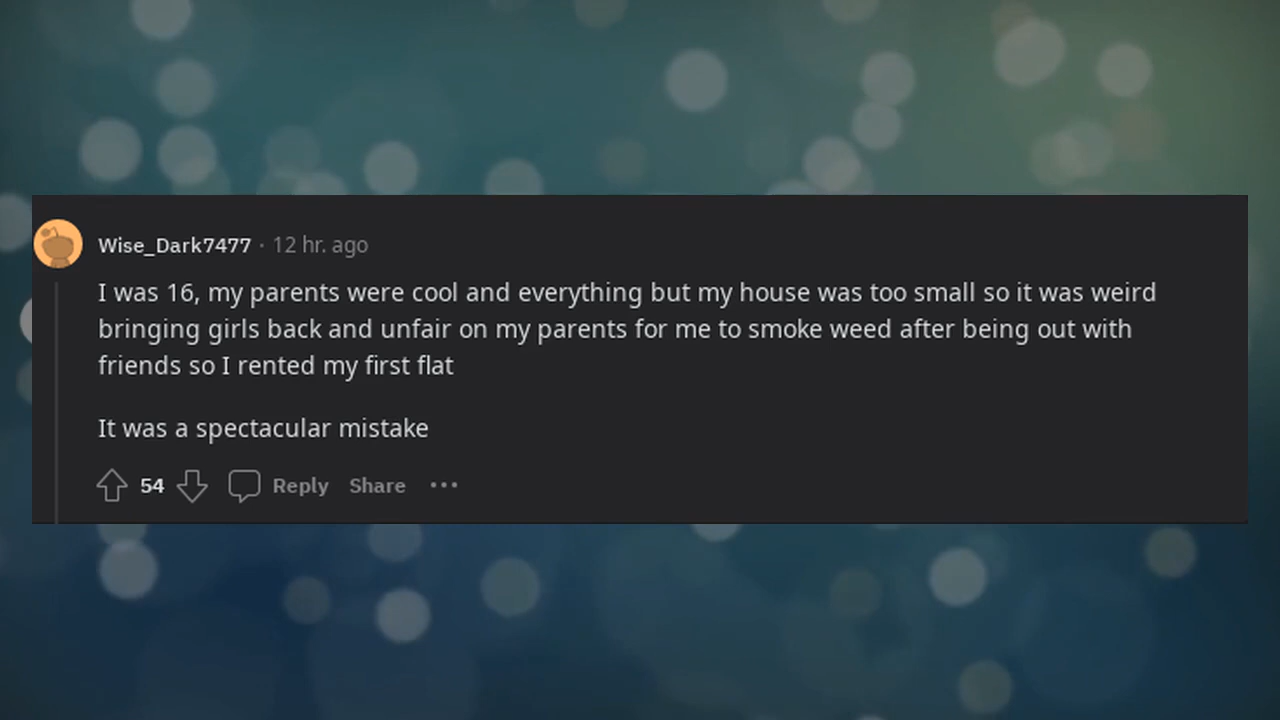 Wise_Dark7477 · 12 hr. ago
I was 16, my parents were cool and everything but my house was too small so it was weird
bringing girls back and unfair on my parents for me to smoke weed after being out with
friends so I rented my first flat
It was a spectacular mistake
54 Reply Share ···